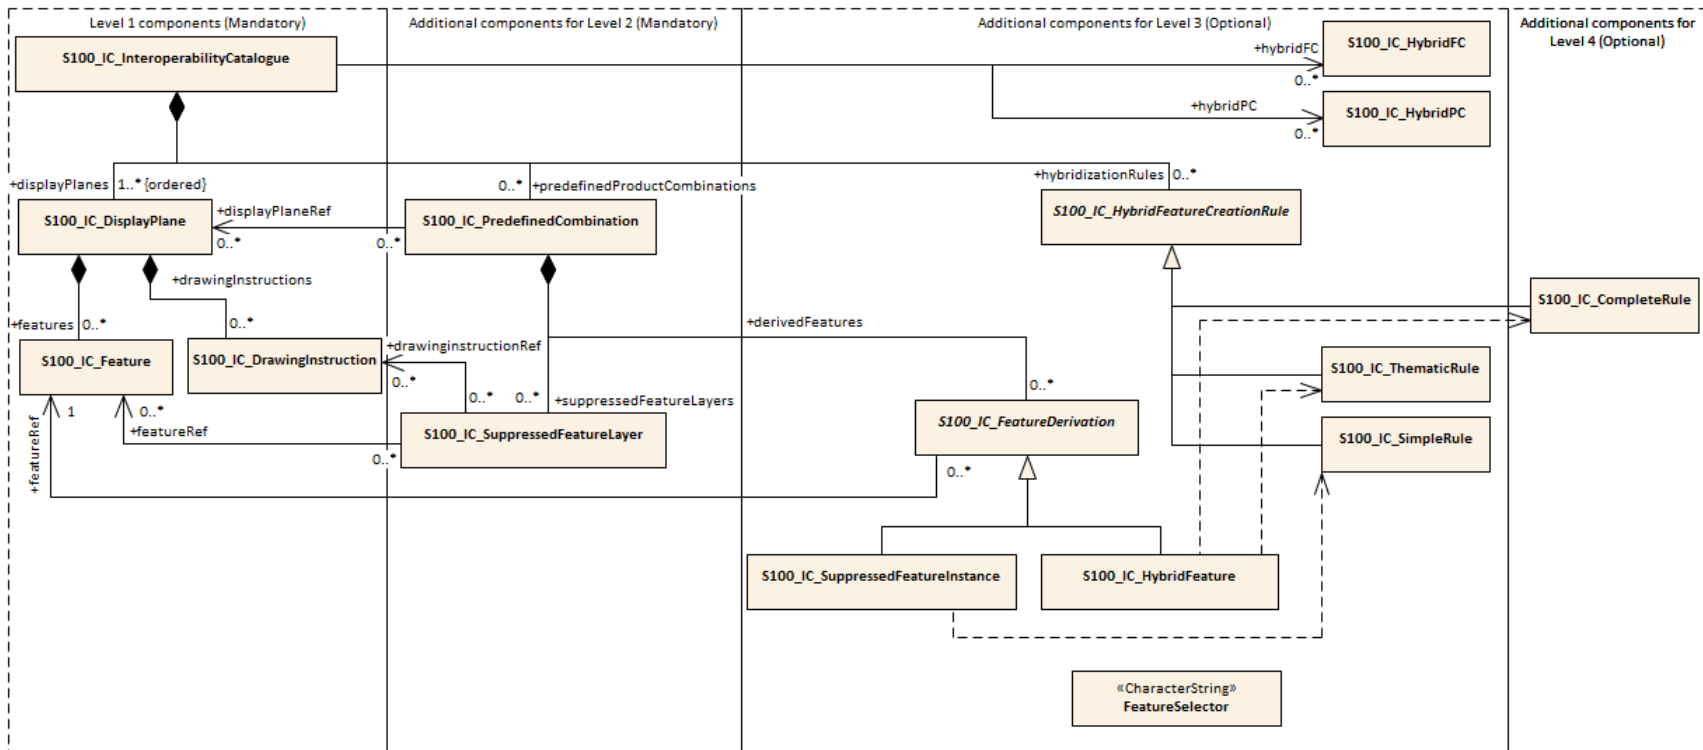 Level 1 components (Mandatory)
Additional components for Level 2 (Mandatory)
Additional components for Level 3 (Optional)
Additional components for
Level 4 (Optional)
S100_IC_InteroperabilityCatalogue
+hybridFC
0..*
S100_IC_HybridFC
+hybridPC
0..*
S100_IC_HybridPC
+displayPlanes
1..* {ordered}
0..*
+predefinedProductCombinations
+hybridizationRules
0..*
S100_IC_DisplayPlane
+displayPlaneRef
0..*
0..*
S100_IC_PredefinedCombination
S100_IC_HybridFeatureCreationRule
+drawingInstructions
0..*
+features
0..*
+derivedFeatures
0..*
S100_IC_CompleteRule
S100_IC_Feature
S100_IC_DrawingInstruction
+drawinginstructionRef
0..*
0..*
0..*
+suppressedFeatureLayers
S100_IC_ThematicRule
1
0..*
+featureRef
0..*
S100_IC_SuppressedFeatureLayer
S100_IC_FeatureDerivation
0..*
S100_IC_SimpleRule
+featureRef
S100_IC_SuppressedFeatureInstance
S100_IC_HybridFeature
«CharacterString»
FeatureSelector